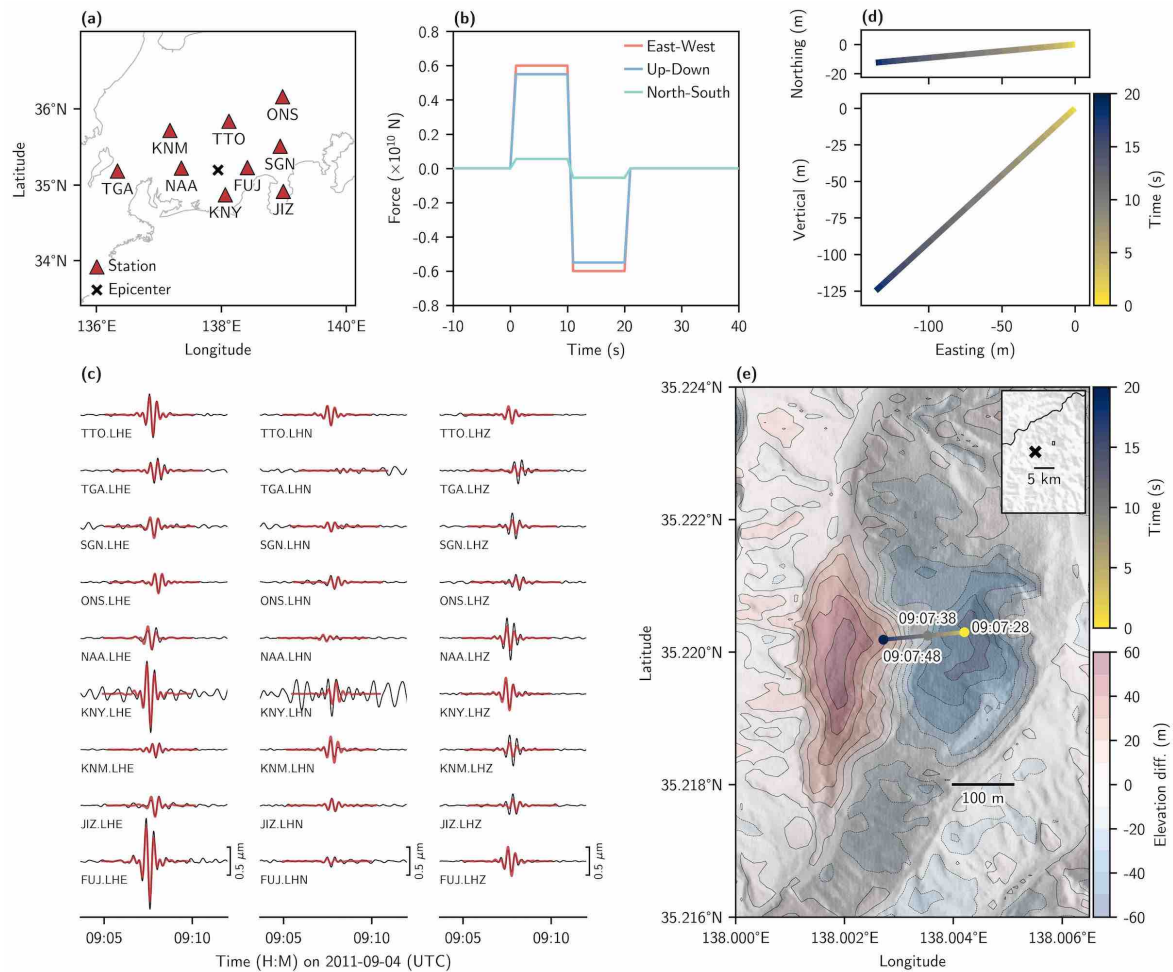 (a)
36°N
35°N
34°N
Latitude
ONS
TTO
KNM
SGN
TGA
NAA
FUJ
KNY
JIZ
Station
Epicenter
136°E
138°E
140°E
Longitude
(b)
0.8
0.6
0.4
0.2
0.0
-0.2
-0.4
-0.6
-0.8
Force (×10¹⁰ N)
East-West
Up-Down
North-South
-10
0
10
20
30
40
Time (s)
(d)
Northing (m)
0
-20
Vertical (m)
0
-25
-50
-75
-100
-125
-100
-50
0
Easting (m)
20
15
10
5
0
Time (s)
(c)
TTO.LHE
TTO.LHN
TTO.LHZ
TGA.LHE
TGA.LHN
TGA.LHZ
SGN.LHE
SGN.LHN
SGN.LHZ
ONS.LHE
ONS.LHN
ONS.LHZ
NAA.LHE
NAA.LHN
NAA.LHZ
KNY.LHE
KNY.LHN
KNY.LHZ
KNM.LHE
KNM.LHN
KNM.LHZ
JIZ.LHE
JIZ.LHN
JIZ.LHZ
FUJ.LHE
FUJ.LHN
FUJ.LHZ
0.5 μm
0.5 μm
0.5 μm
09:05
09:10
09:05
09:10
09:05
09:10
Time (H:M) on 2011-09-04 (UTC)
(e)
35.224°N
35.222°N
35.220°N
35.218°N
35.216°N
Latitude
5 km
09:07:38
09:07:28
09:07:48
100 m
138.000°E
138.002°E
138.004°E
138.006°E
Longitude
20
15
10
5
0
Time (s)
60
40
20
0
-20
-40
-60
Elevation diff. (m)